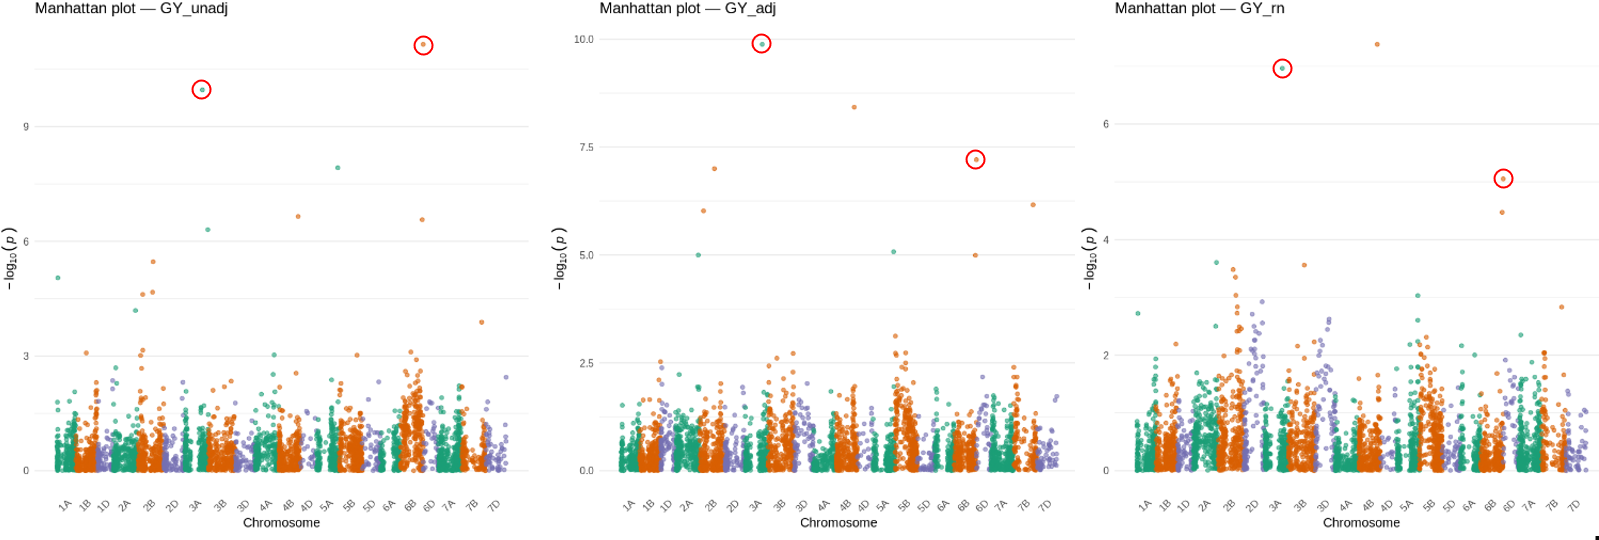 Manhattan plot — GY_unadj
9
6
3
0
−log10(p)
1A 1B 1D 2A 2B 2D 3A 3B 3D 4A 4B 4D 5A 5B 5D 6A 6B 6D 7A 7B 7D
Chromosome
Manhattan plot — GY_adj
10.0
7.5
5.0
2.5
0.0
−log10(p)
1A 1B 1D 2A 2B 2D 3A 3B 3D 4A 4B 4D 5A 5B 5D 6A 6B 6D 7A 7B 7D
Chromosome
Manhattan plot — GY_rn
6
4
2
0
−log10(p)
1A 1B 1D 2A 2B 2D 3A 3B 3D 4A 4B 4D 5A 5B 5D 6A 6B 6D 7A 7B 7D
Chromosome